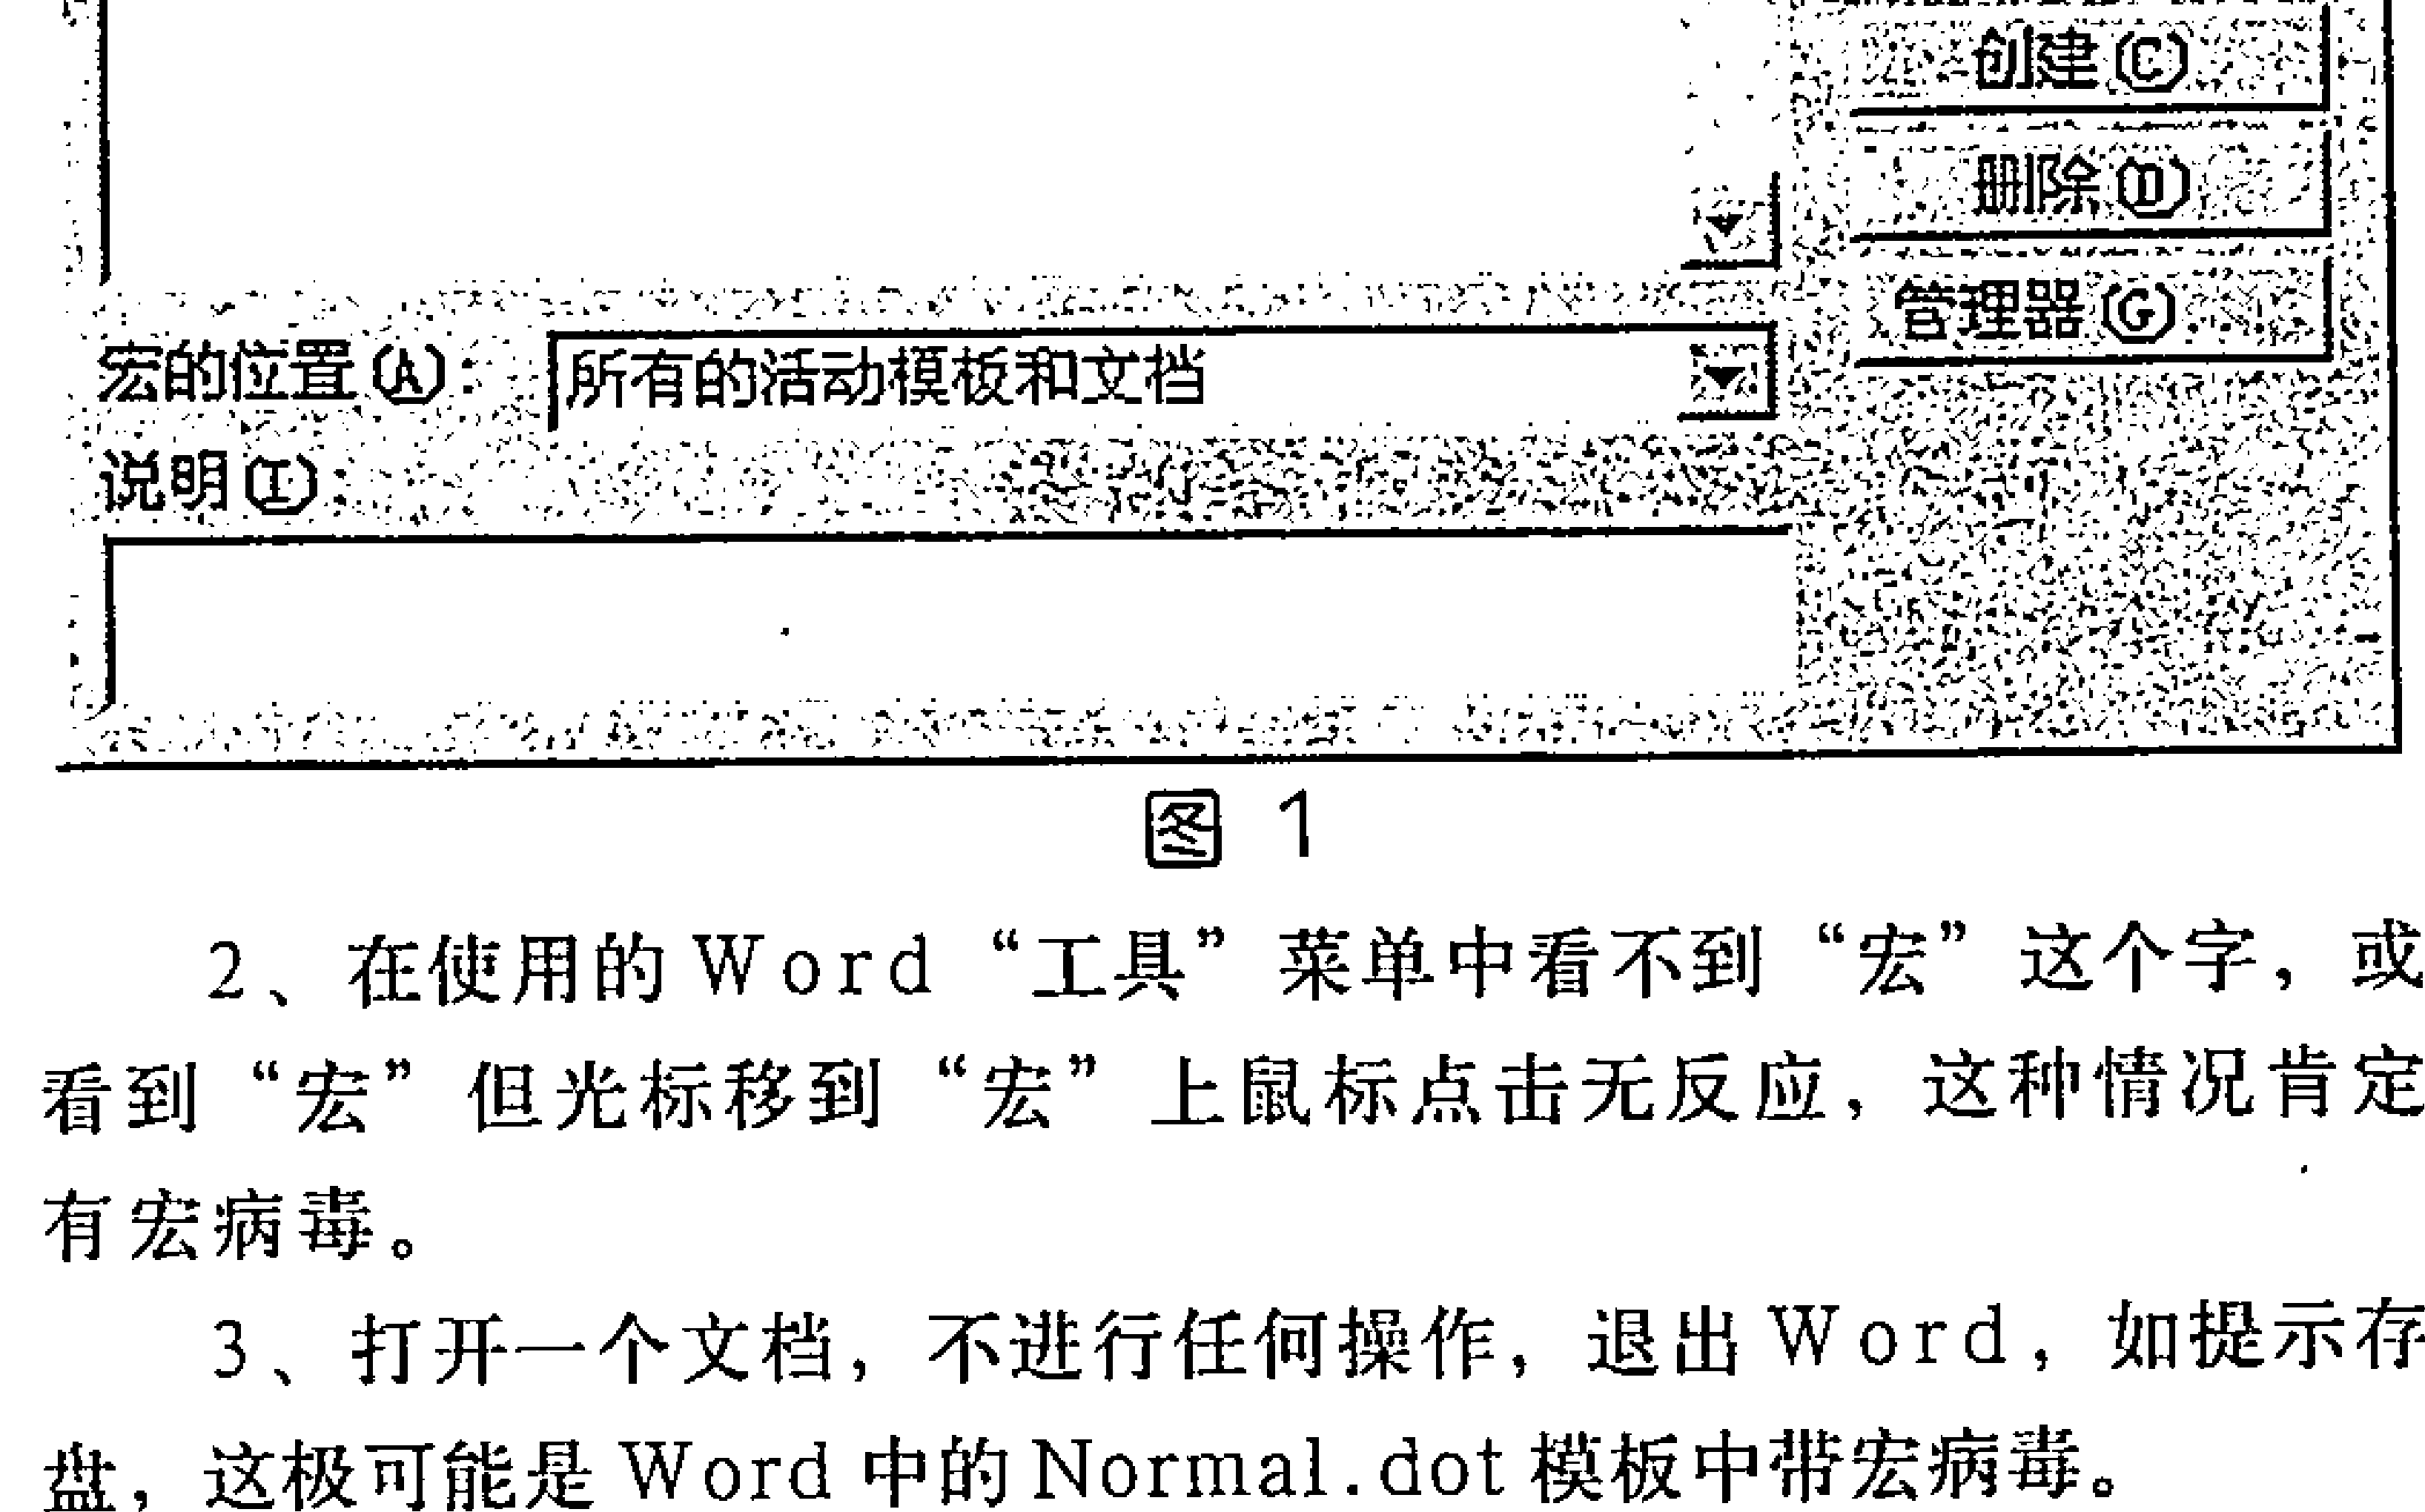 创建(C)
删除(D)
管理器(G)
宏的位置(A):
所有的活动模板和文档
说明(I):
图 1
2、在使用的Word“工具”菜单中看不到“宏”这个字，或
看到“宏”但光标移到“宏”上鼠标点击无反应，这种情况肯定
有宏病毒。
3、打开一个文档，不进行任何操作，退出Word，如提示存
盘，这极可能是Word中的Normal.dot模板中带宏病毒。